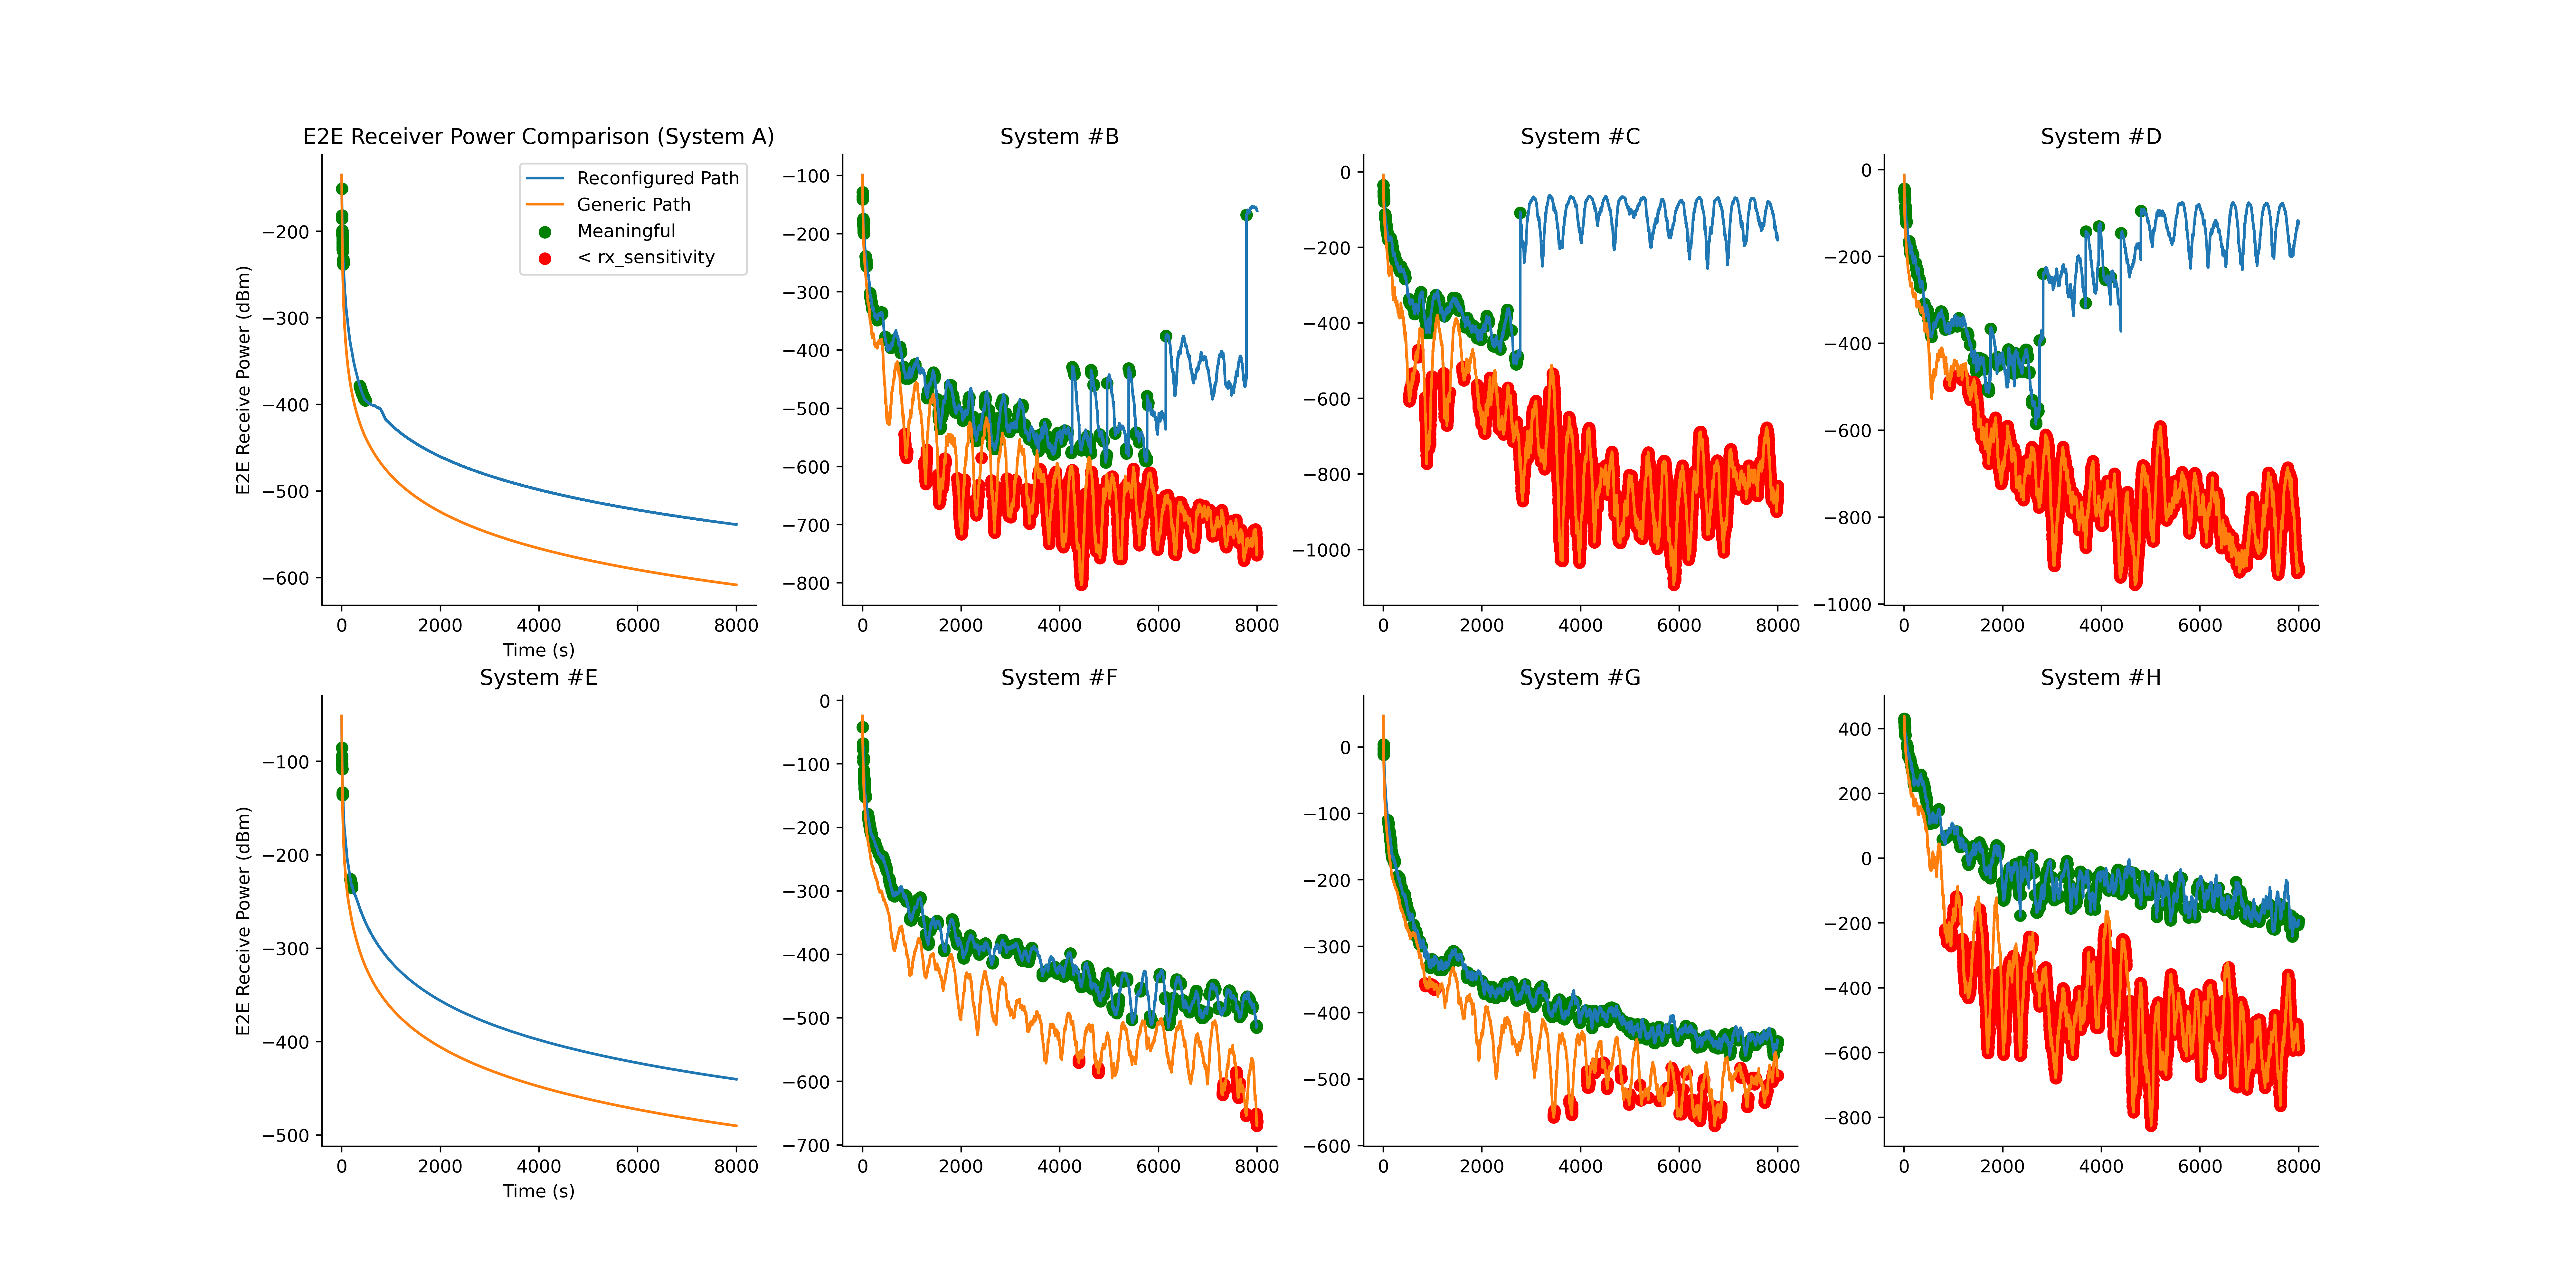 E2E Receiver Power Comparison (System A)
Reconfigured Path
Generic Path
Meaningful
< rx_sensitivity
E2E Receive Power (dBm)
−200
−300
−400
−500
−600
0 2000 4000 6000 8000
Time (s)
System #B
−100
−200
−300
−400
−500
−600
−700
−800
0 2000 4000 6000 8000
System #C
0
−200
−400
−600
−800
−1000
0 2000 4000 6000 8000
System #D
0
−200
−400
−600
−800
−1000
0 2000 4000 6000 8000
System #E
E2E Receive Power (dBm)
−100
−200
−300
−400
−500
0 2000 4000 6000 8000
Time (s)
System #F
0
−100
−200
−300
−400
−500
−600
−700
0 2000 4000 6000 8000
System #G
0
−100
−200
−300
−400
−500
−600
0 2000 4000 6000 8000
System #H
400
200
0
−200
−400
−600
−800
0 2000 4000 6000 8000